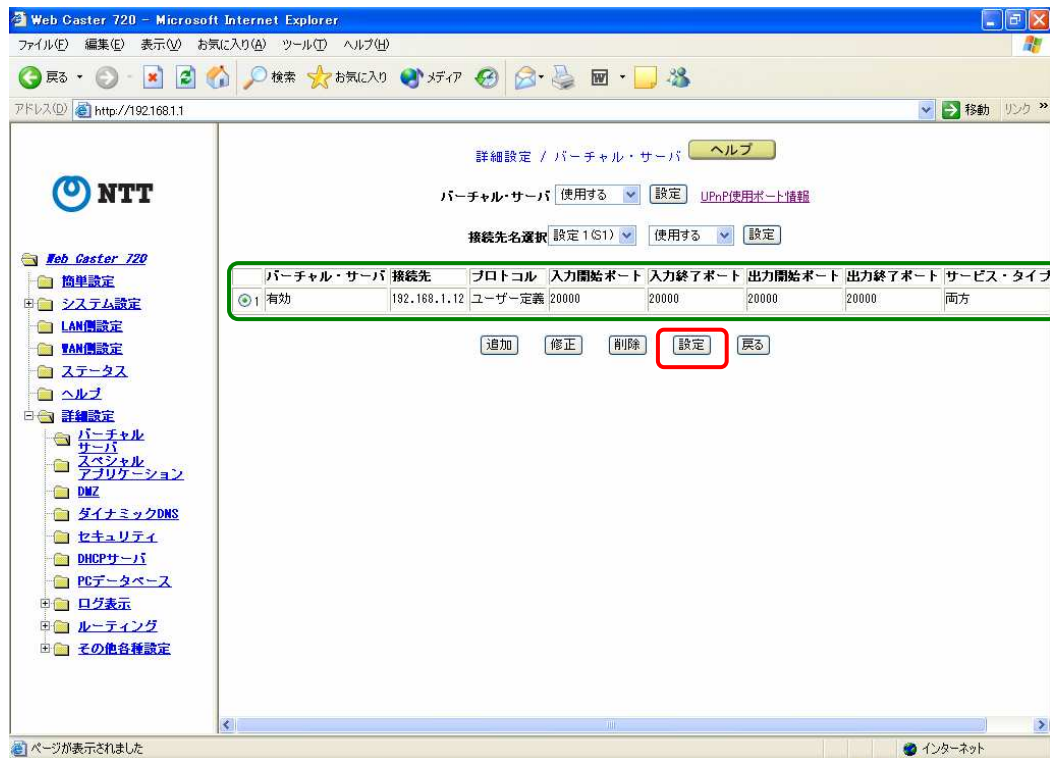 Web Caster 720 - Microsoft Internet Explorer
ファイル(F) 編集(E) 表示(V) お気に入り(A) ツール(T) ヘルプ(H)
戻る 検索 お気に入り メディア
アドレス(D) http://192.168.1.1 移動 リンク »
NTT
Web Caster 720
簡単設定
システム設定
LAN側設定
WAN側設定
ステータス
ヘルプ
詳細設定
バーチャル
サーバ
スペシャル
アプリケーション
DMZ
ダイナミックDNS
セキュリティ
DHCPサーバ
PCデータベース
ログ表示
ルーティング
その他各種設定
詳細設定 / バーチャル・サーバ ヘルプ
バーチャル・サーバ 使用する 設定 UPnP使用ポート情報
接続先名選択 設定1(S1) 使用する 設定
バーチャル・サーバ 接続先 プロトコル 入力開始ポート 入力終了ポート 出力開始ポート 出力終了ポート サービス・タイプ
1 有効 192.168.1.12 ユーザー定義 20000 20000 20000 20000 両方
追加 修正 削除 設定 戻る
ページが表示されました インターネット